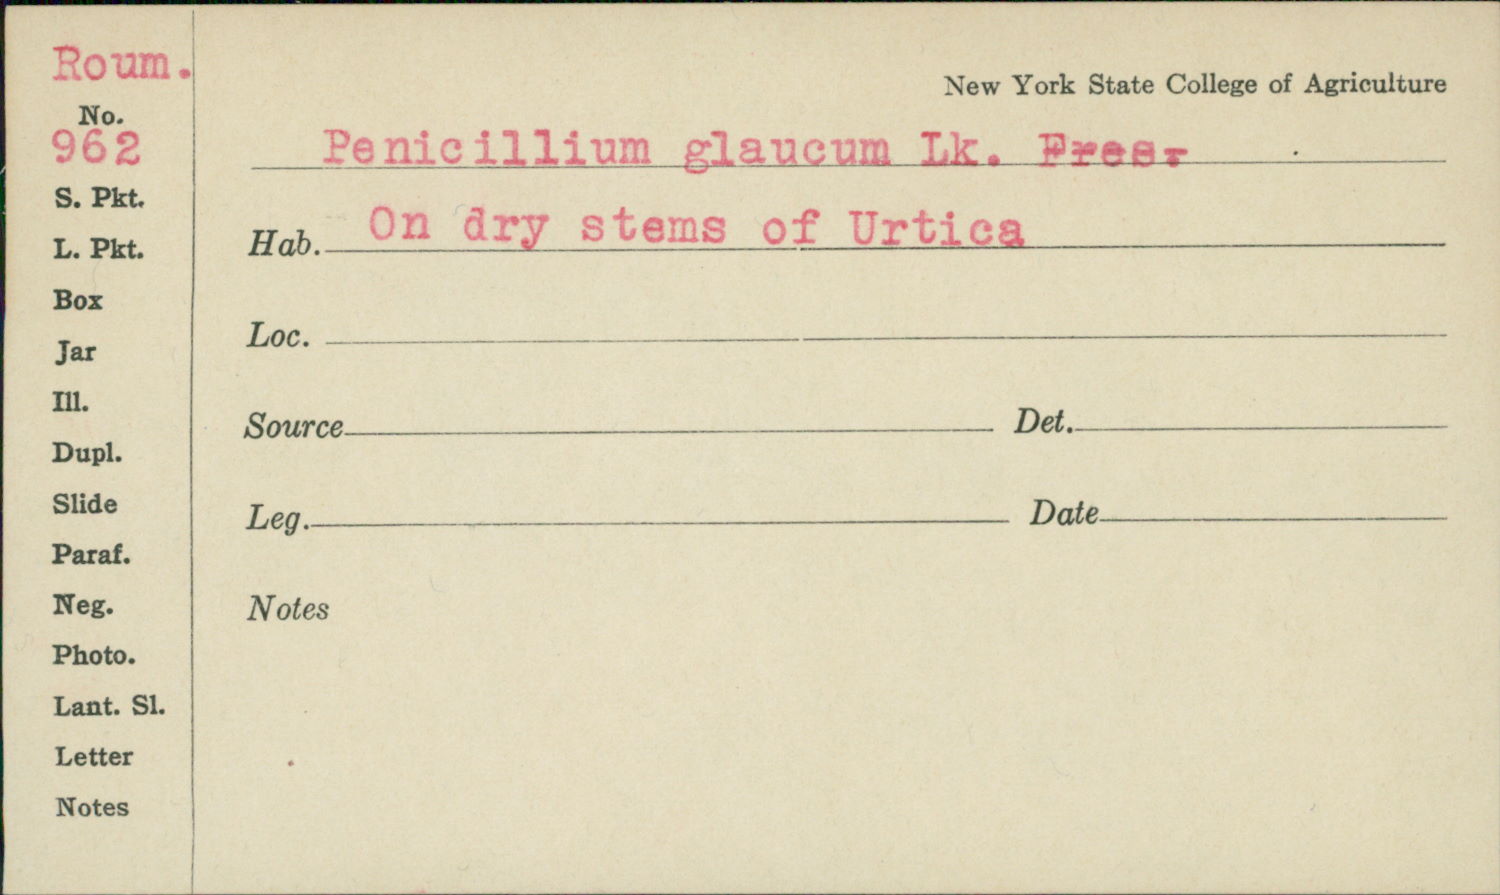 Roum.
New York State College of Agriculture
No.
962
Penicillium glaucum Lk. Fres.
S. Pkt.
Hab. On dry stems of Urtica
L. Pkt.
Box
Loc.
Jar
Ill.
Source Det.
Dupl.
Slide
Leg. Date
Paraf.
Neg.
Notes
Photo.
Lant. Sl.
Letter
Notes